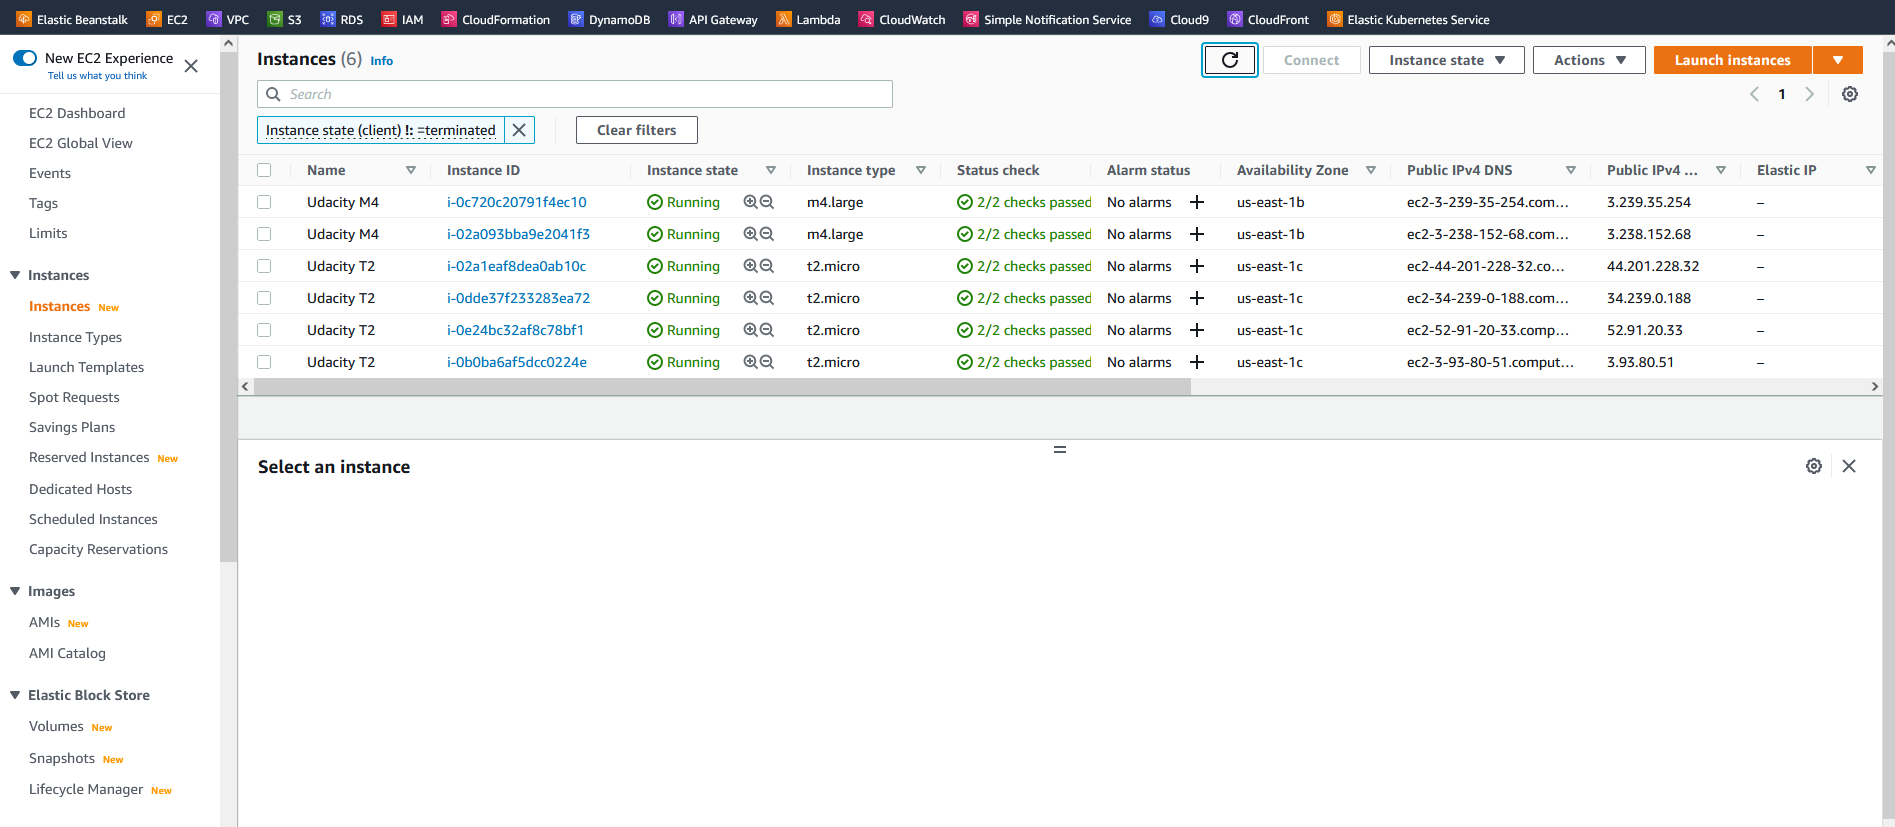 Elastic Beanstalk EC2 VPC S3 RDS IAM CloudFormation DynamoDB API Gateway Lambda CloudWatch Simple Notification Service Cloud9 CloudFront Elastic Kubernetes Service
New EC2 Experience
Tell us what you think
EC2 Dashboard
EC2 Global View
Events
Tags
Limits
Instances
Instances New
Instance Types
Launch Templates
Spot Requests
Savings Plans
Reserved Instances New
Dedicated Hosts
Scheduled Instances
Capacity Reservations
Images
AMIs New
AMI Catalog
Elastic Block Store
Volumes New
Snapshots New
Lifecycle Manager New
Instances (6) Info
Connect Instance state Actions Launch instances
Search
1
Instance state (client) !: =terminated Clear filters
Name Instance ID Instance state Instance type Status check Alarm status Availability Zone Public IPv4 DNS Public IPv4 ... Elastic IP
Udacity M4 i-0c720c20791f4ec10 Running m4.large 2/2 checks passed No alarms + us-east-1b ec2-3-239-35-254.com... 3.239.35.254 –
Udacity M4 i-02a093bba9e2041f3 Running m4.large 2/2 checks passed No alarms + us-east-1b ec2-3-238-152-68.com... 3.238.152.68 –
Udacity T2 i-02a1eaf8dea0ab10c Running t2.micro 2/2 checks passed No alarms + us-east-1c ec2-44-201-228-32.co... 44.201.228.32 –
Udacity T2 i-0dde37f233283ea72 Running t2.micro 2/2 checks passed No alarms + us-east-1c ec2-34-239-0-188.com... 34.239.0.188 –
Udacity T2 i-0e24bc32af8c78bf1 Running t2.micro 2/2 checks passed No alarms + us-east-1c ec2-52-91-20-33.comp... 52.91.20.33 –
Udacity T2 i-0b0ba6af5dcc0224e Running t2.micro 2/2 checks passed No alarms + us-east-1c ec2-3-93-80-51.comput... 3.93.80.51 –
Select an instance